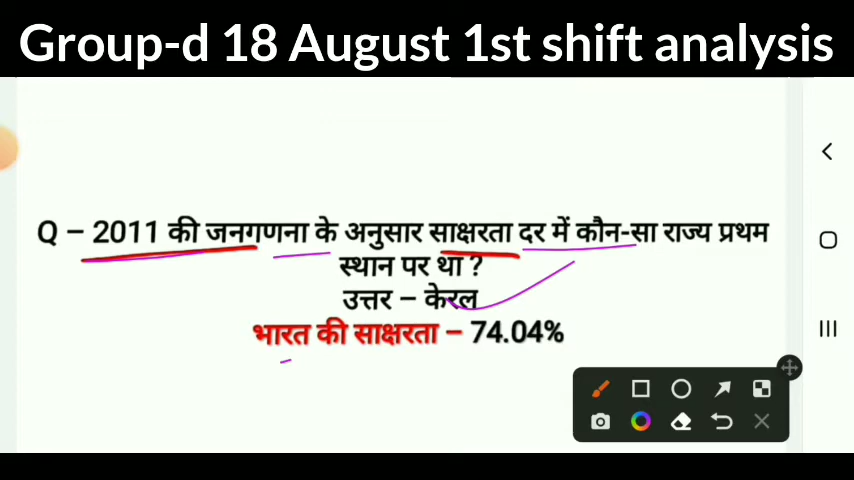 Group-d 18 August 1st shift analysis
Q – 2011 की जनगणना के अनुसार साक्षरता दर में कौन-सा राज्य प्रथम
स्थान पर था ?
उत्तर – केरल
भारत की साक्षरता – 74.04%